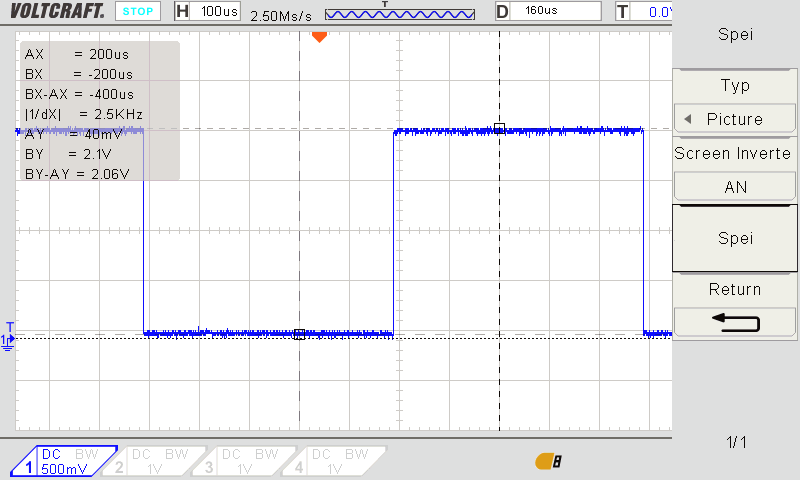 VOLTCRAFT. STOP H 100us 2.50Ms/s T D 160us T 0.0
Spei
AX = 200us
BX = -200us
BX-AX = -400us
|1/dX| = 2.5KHz
AY = 40mV
BY = 2.1V
BY-AY = 2.06V
Typ
Picture
Screen Inverte
AN
Spei
Return
T
1
1/1
1 DC BW 500mV
2 DC BW 1V
3 DC BW 1V
4 DC BW 1V
B